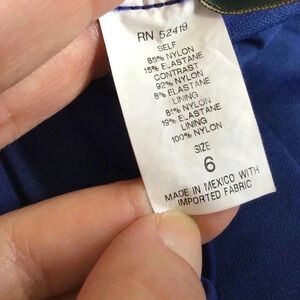 RN 52419
SELF
85% NYLON
15% ELASTANE
CONTRAST
92% NYLON
8% ELASTANE
LINING
81% NYLON
19% ELASTANE
LINING
100% NYLON
SIZE
6
MADE IN MEXICO WITH
IMPORTED FABRIC